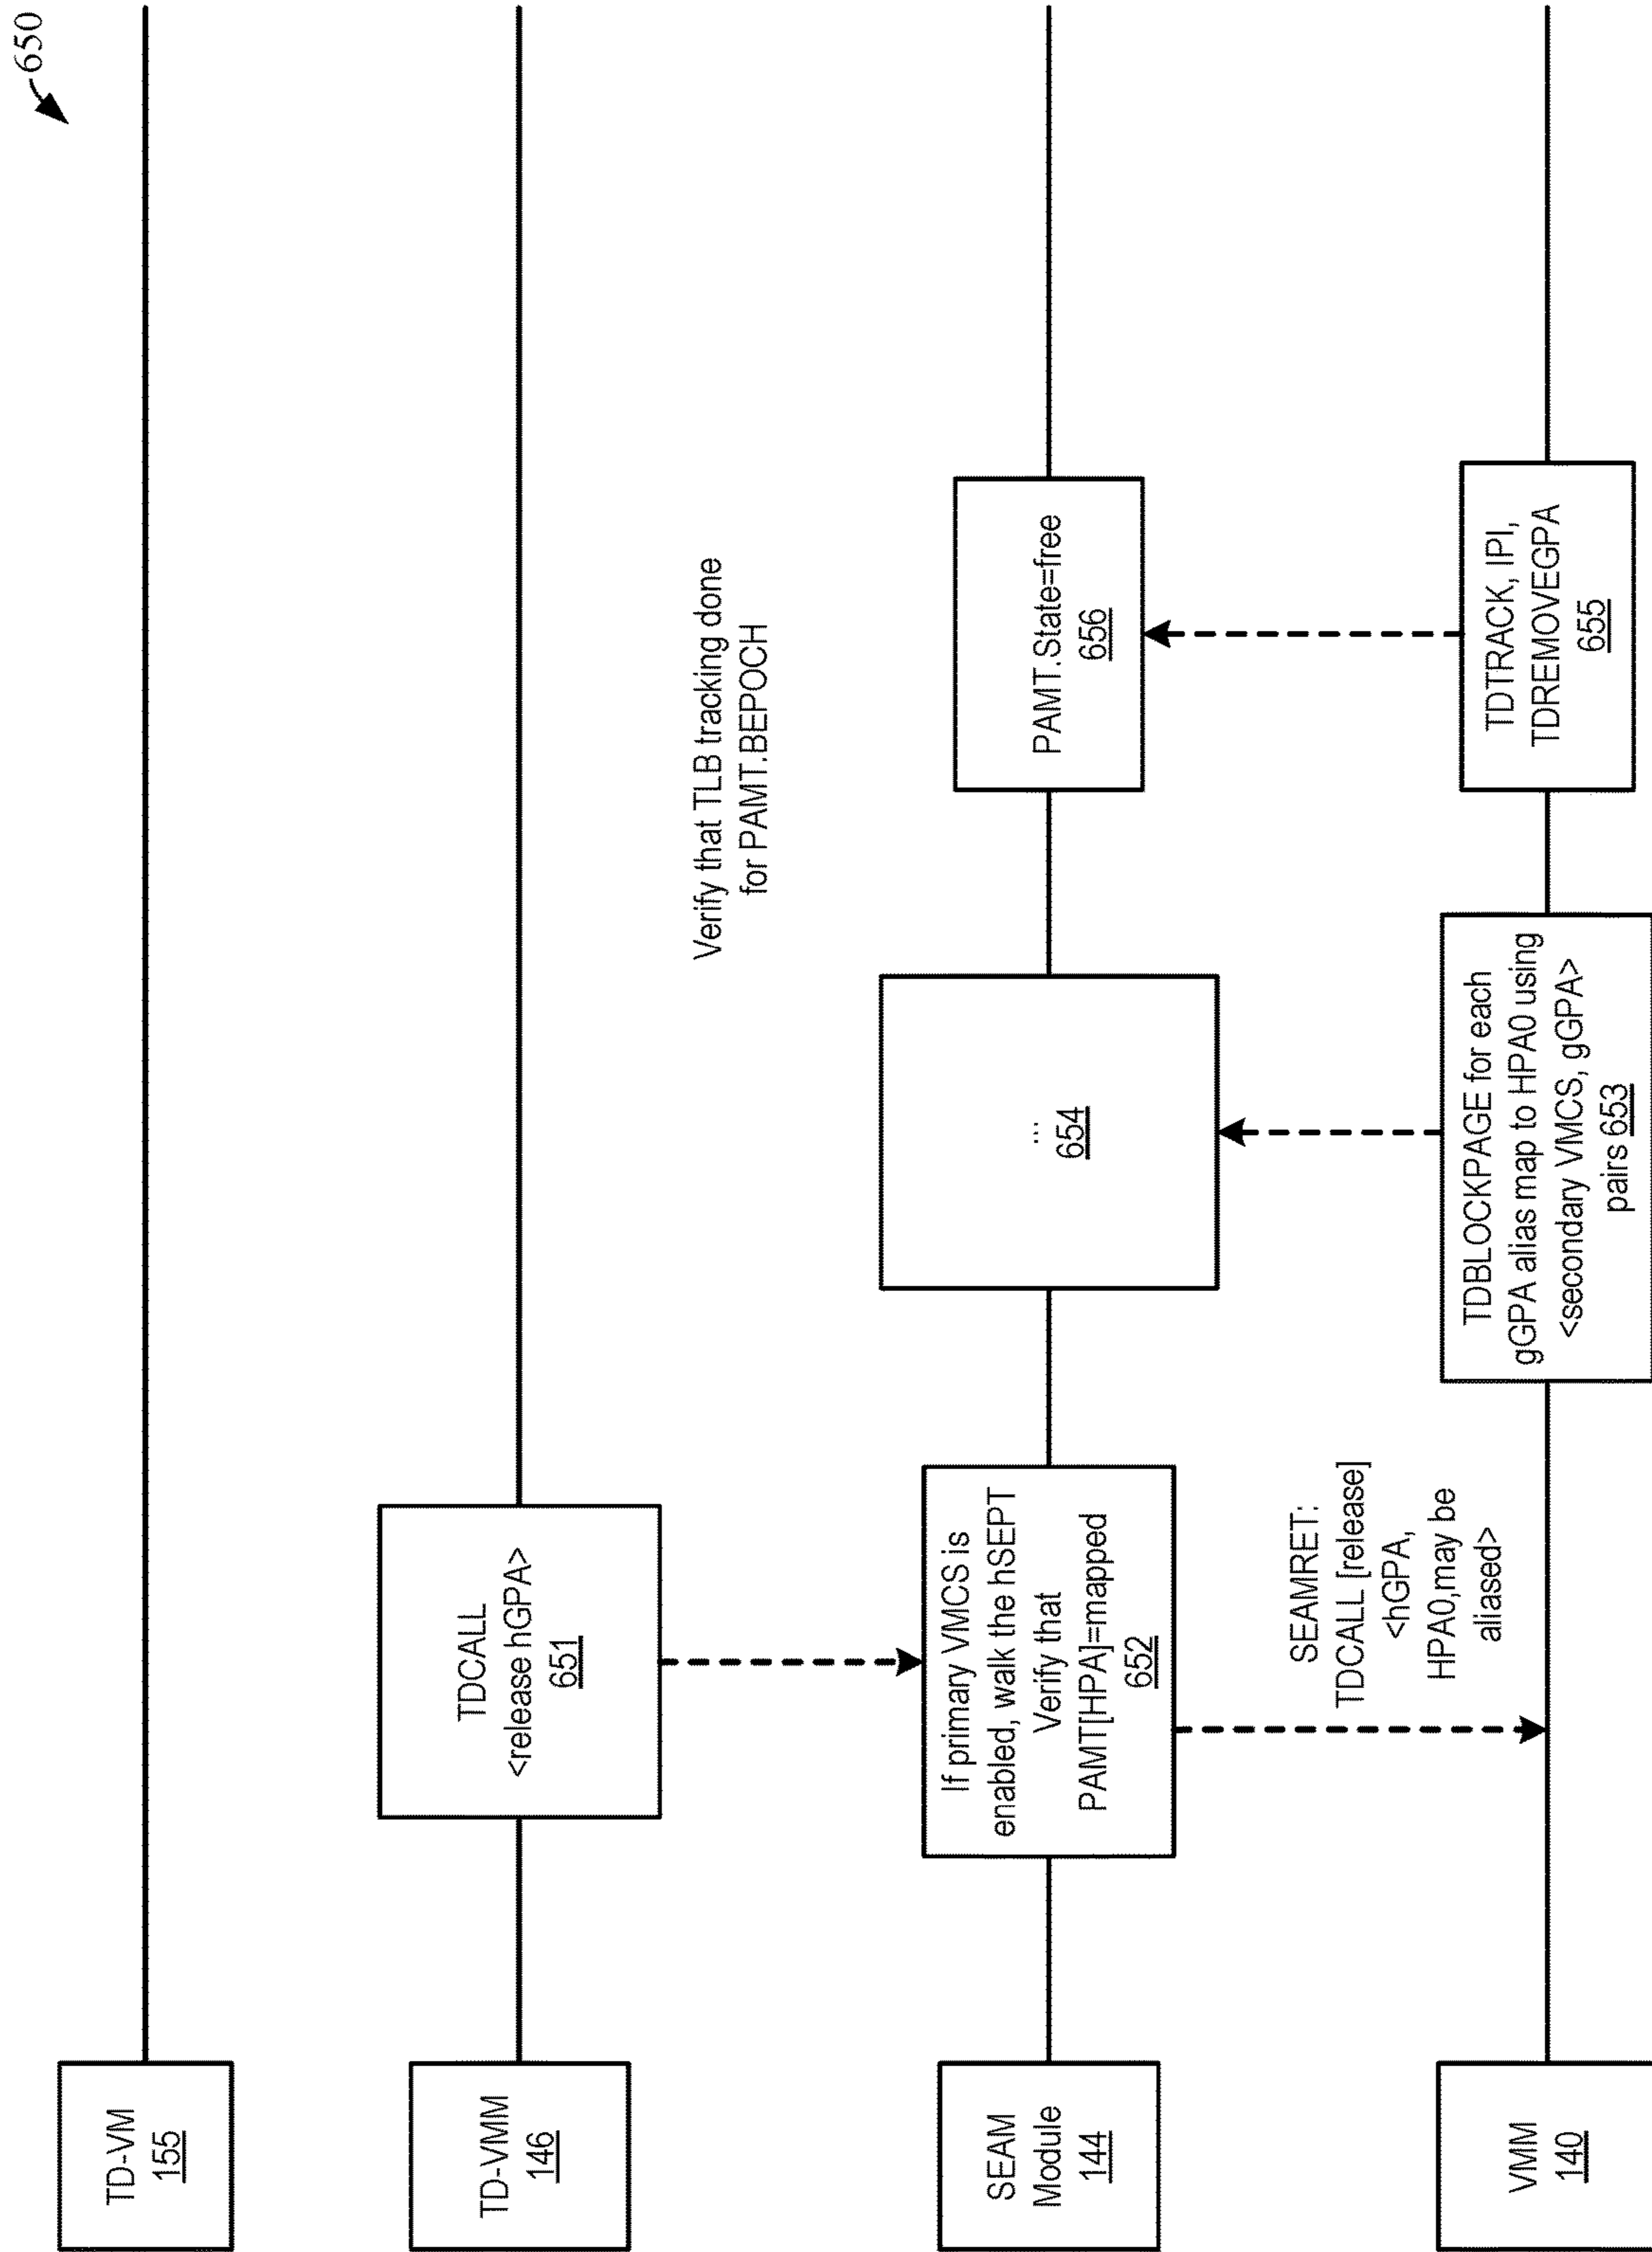 650
TD-VM
155
TD-VMM
146
SEAM
Module
144
VMM
140
TDCALL
<release hGPA>
651
If primary VMCS is
enabled, walk the hSEPT
Verify that
PAMT[HPA]=mapped
652
SEAMRET:
TDCALL [release]
<hGPA,
HPA0,may be
aliased>
TDBLOCKPAGE for each
gGPA alias map to HPA0 using
<secondary VMCS, gGPA>
pairs 653
...
654
Verify that TLB tracking done
for PAMT.BEPOCH
TDTRACK, IPI,
TDREMOVEGPA
655
PAMT.State=free
656